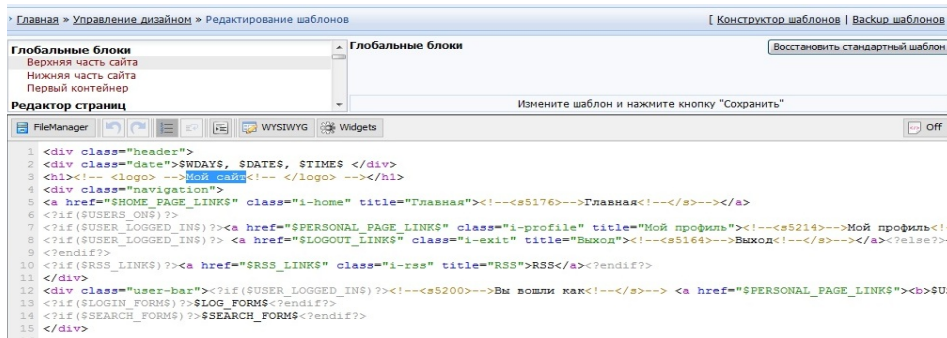 Главная » Управление дизайном » Редактирование шаблонов [ Конструктор шаблонов | Backup шаблонов
Глобальные блоки
Верхняя часть сайта
Нижняя часть сайта
Первый контейнер
Редактор страниц
Глобальные блоки
Восстановить стандартный шаблон
Измените шаблон и нажмите кнопку "Сохранить"
FileManager WYSIWYG Widgets Off
1 <div class="header">
2 <div class="date">$WDAY$, $DATE$, $TIME$ </div>
3 <h1><!-- <logo> -->Мой сайт<!-- </logo> --></h1>
4 <div class="navigation">
5 <a href="$HOME_PAGE_LINK$" class="i-home" title="Главная"><!--<s5176>-->Главная<!--</s>--></a>
6 <?if($USERS_ON$)?>
7 <?if($USER_LOGGED_IN$)?><a href="$PERSONAL_PAGE_LINK$" class="i-profile" title="Мой профиль"><!--<s5214>-->Мой профиль<!-
8 <?if($USER_LOGGED_IN$)?> <a href="$LOGOUT_LINK$" class="i-exit" title="Выход"><!--<s5164>-->Выход<!--</s>--></a><?else?>
9 <?endif?>
10 <?if($RSS_LINK$)?><a href="$RSS_LINK$" class="i-rss" title="RSS">RSS</a><?endif?>
11 </div>
12 <div class="user-bar"><?if($USER_LOGGED_IN$)?><!--<s5200>-->Вы вошли как<!--</s>--> <a href="$PERSONAL_PAGE_LINK$"><b>$U
13 <?if($LOGIN_FORM$)?>$LOG_FORM$<?endif?>
14 <?if($SEARCH_FORM$)?>$SEARCH_FORM$<?endif?>
15 </div>